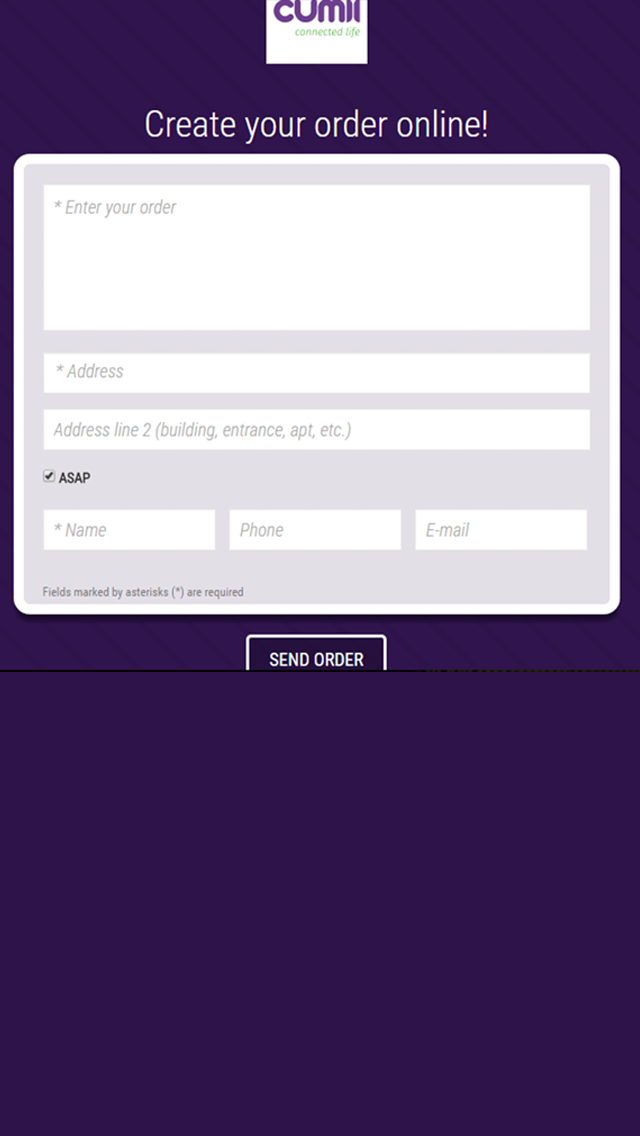 cumii
connected life
Create your order online!
* Enter your order
* Address
Address line 2 (building, entrance, apt, etc.)
ASAP
* Name
Phone
E-mail
Fields marked by asterisks (*) are required
SEND ORDER